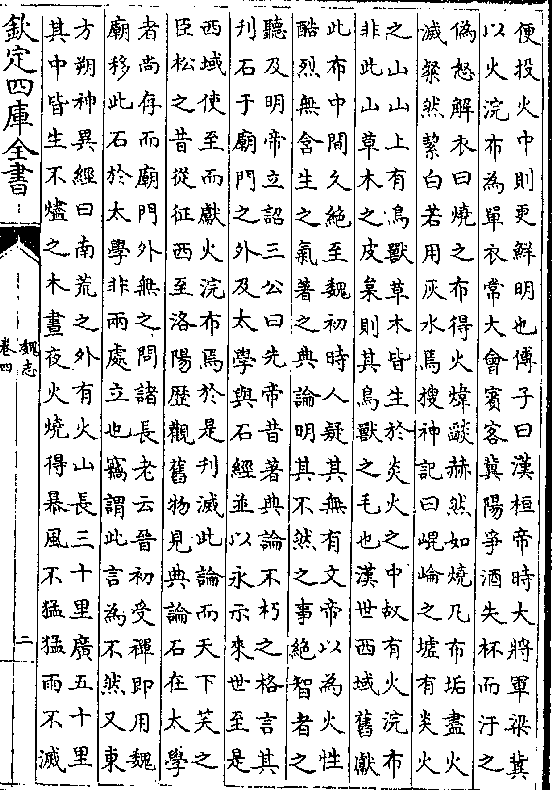 便投火中則更鮮明也傅子曰漢桓帝時大將軍梁冀
以火浣布為單衣常大會賓客冀陽爭酒失杯而汙之
偽怒解衣曰燒之布得火煒燄赫然如燒凡布垢盡火
滅粲然絜白若用灰水焉搜神記曰崐崘之墟有炎火
之山山上有鳥獸草木皆生於炎火之中故有火浣布
非此山草木之皮枲則其鳥獸之毛也漢世西域舊獻
此布中間久絕至魏初時人疑其無有文帝以為火性
酷烈無含生之氣著之典論明其不然之事絕智者之
聽及明帝立詔三公曰先帝昔著典論不朽之格言其
刊石于廟門之外及太學與石經並以永示來世至是
西域使至而獻火浣布焉於是刊滅此論而天下笑之
臣松之昔從征西至洛陽歴觀舊物見典論石在太學
者尚存而廟門外無之問諸長老云晉初受禪即用魏
廟移此石於太學非兩處立也竊謂此言為不然又東
方朔神異經曰南荒之外有火山長三十里廣五十里
其中皆生不燼之木晝夜火燒得暴風不猛猛雨不滅
欽定四庫全書
魏志
卷四
二